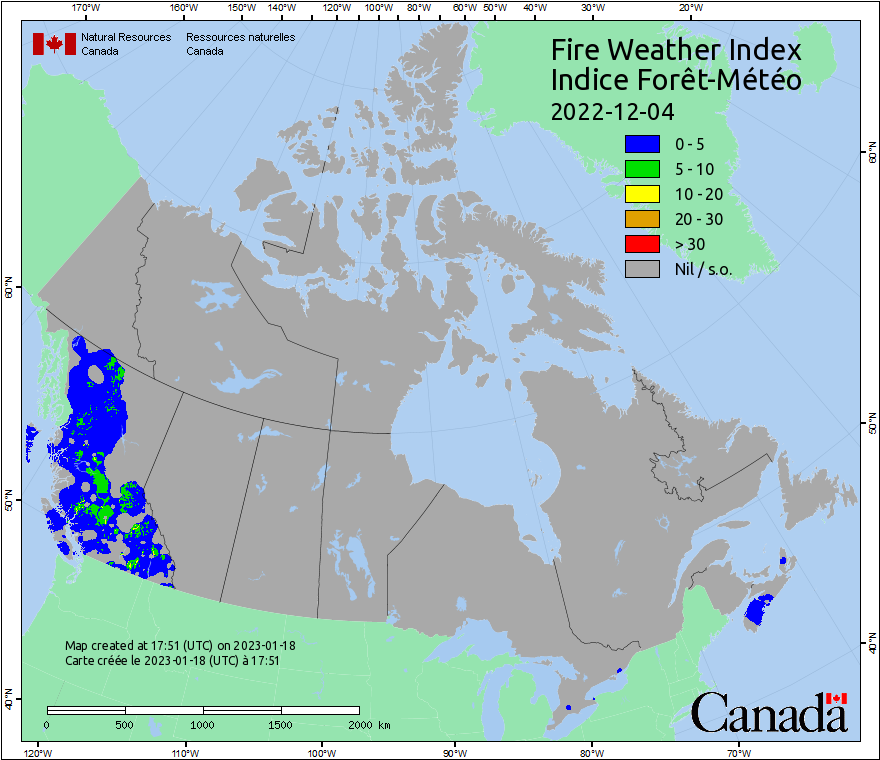 170°W 160°W 150°W 140°W 130°W 120°W 110°W 100°W 90°W 80°W 60°W 50°W 40°W 30°W 20°W
Natural Resources Canada
Ressources naturelles Canada
Fire Weather Index
Indice Forêt-Météo
2022-12-04
0 - 5
5 - 10
10 - 20
20 - 30
> 30
Nil / s.o.
60°N
50°N
40°N
60°N
50°N
40°N
Map created at 17:51 (UTC) on 2023-01-18
Carte créée le 2023-01-18 (UTC) à 17:51
0 500 1000 1500 2000 km
Canada
120°W 110°W 100°W 90°W 80°W 70°W